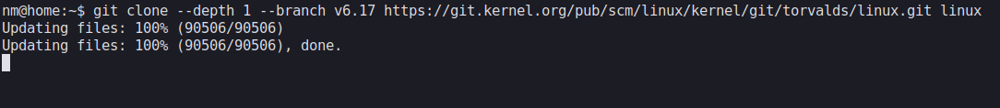 nm@home:~$ git clone --depth 1 --branch v6.17 https://git.kernel.org/pub/scm/linux/kernel/git/torvalds/linux.git linux
Updating files: 100% (90506/90506)
Updating files: 100% (90506/90506), done.